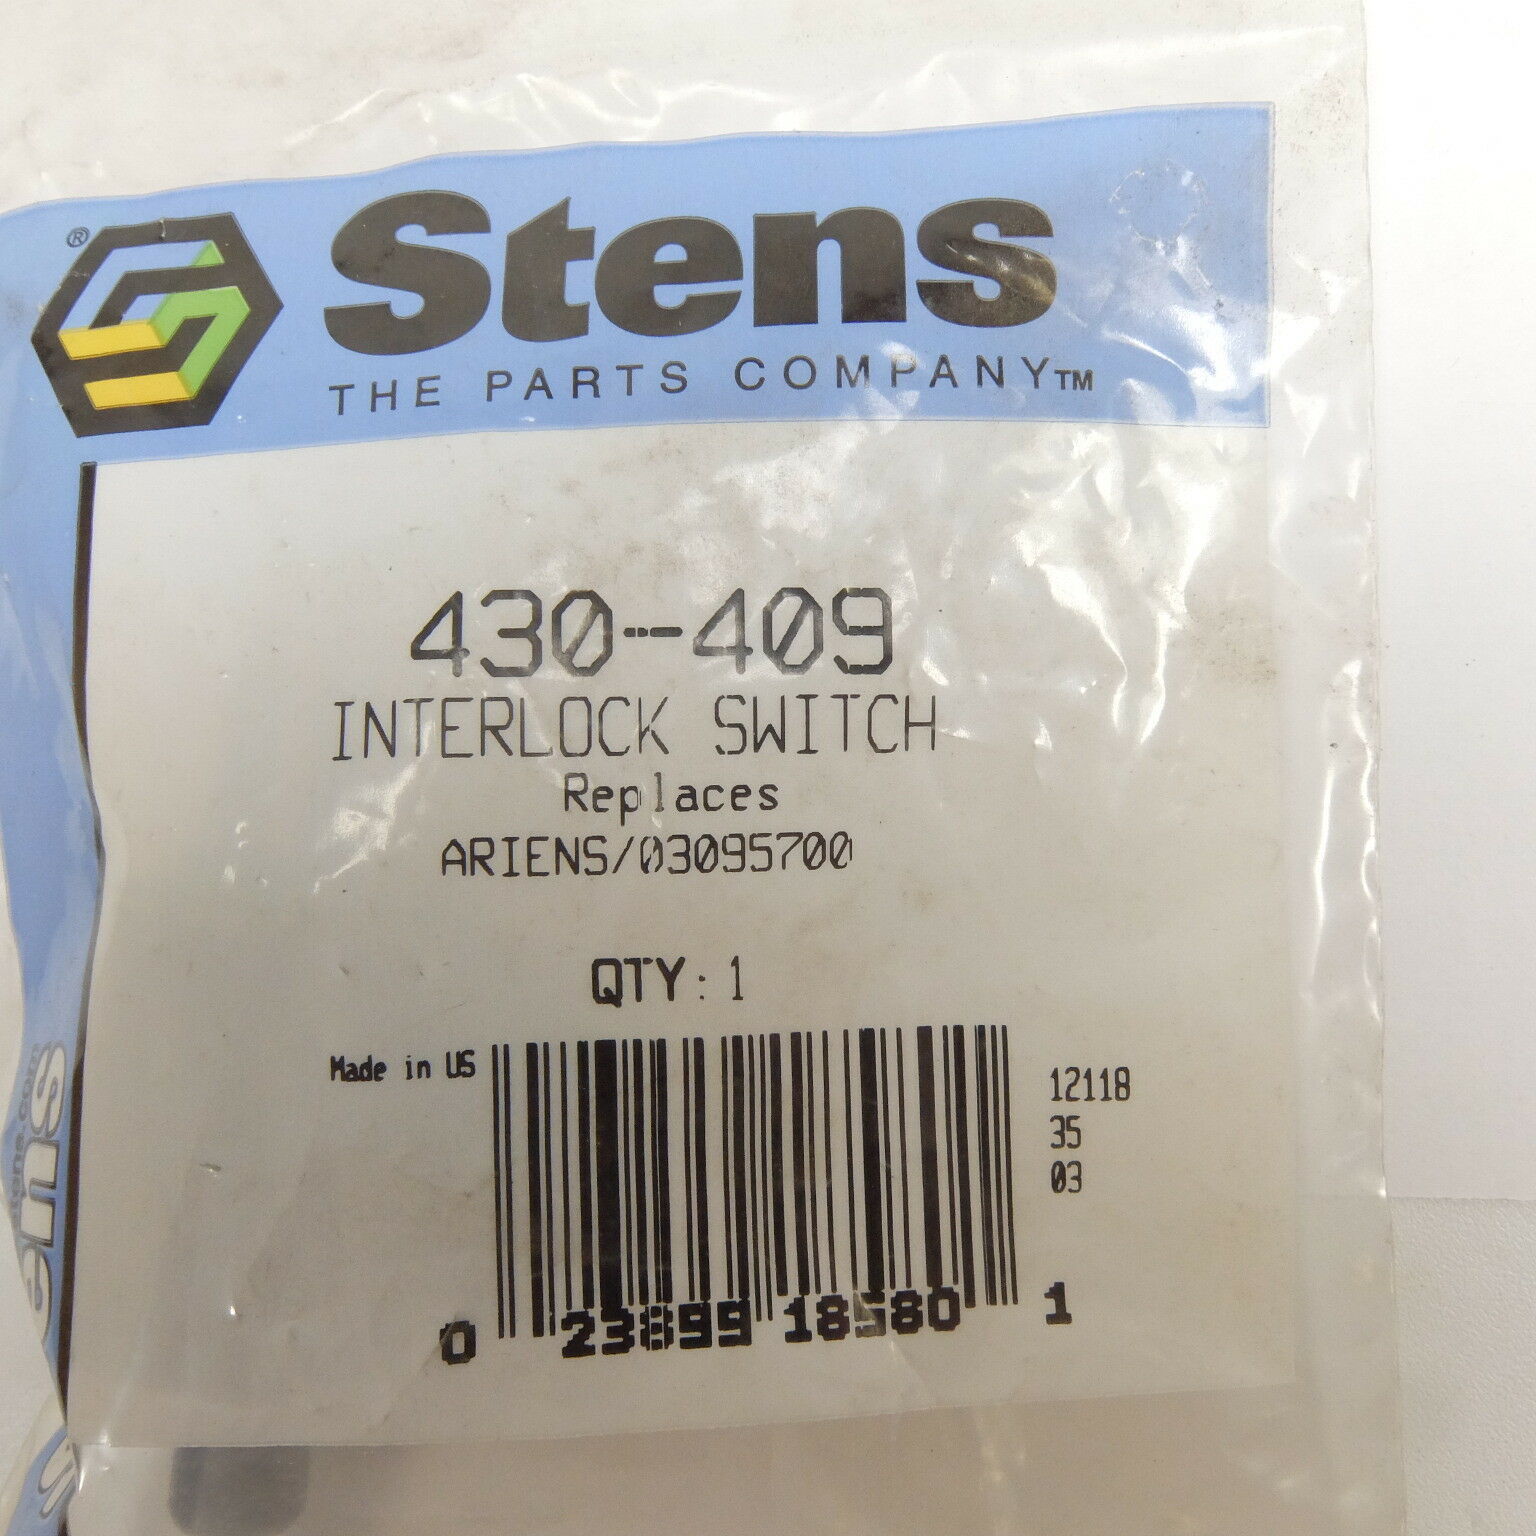 ®
Stens
THE PARTS COMPANY™
430-409
INTERLOCK SWITCH
Replaces
ARIENS/03095700
QTY: 1
Made in US
12118
35
03
0 23899 18580 1